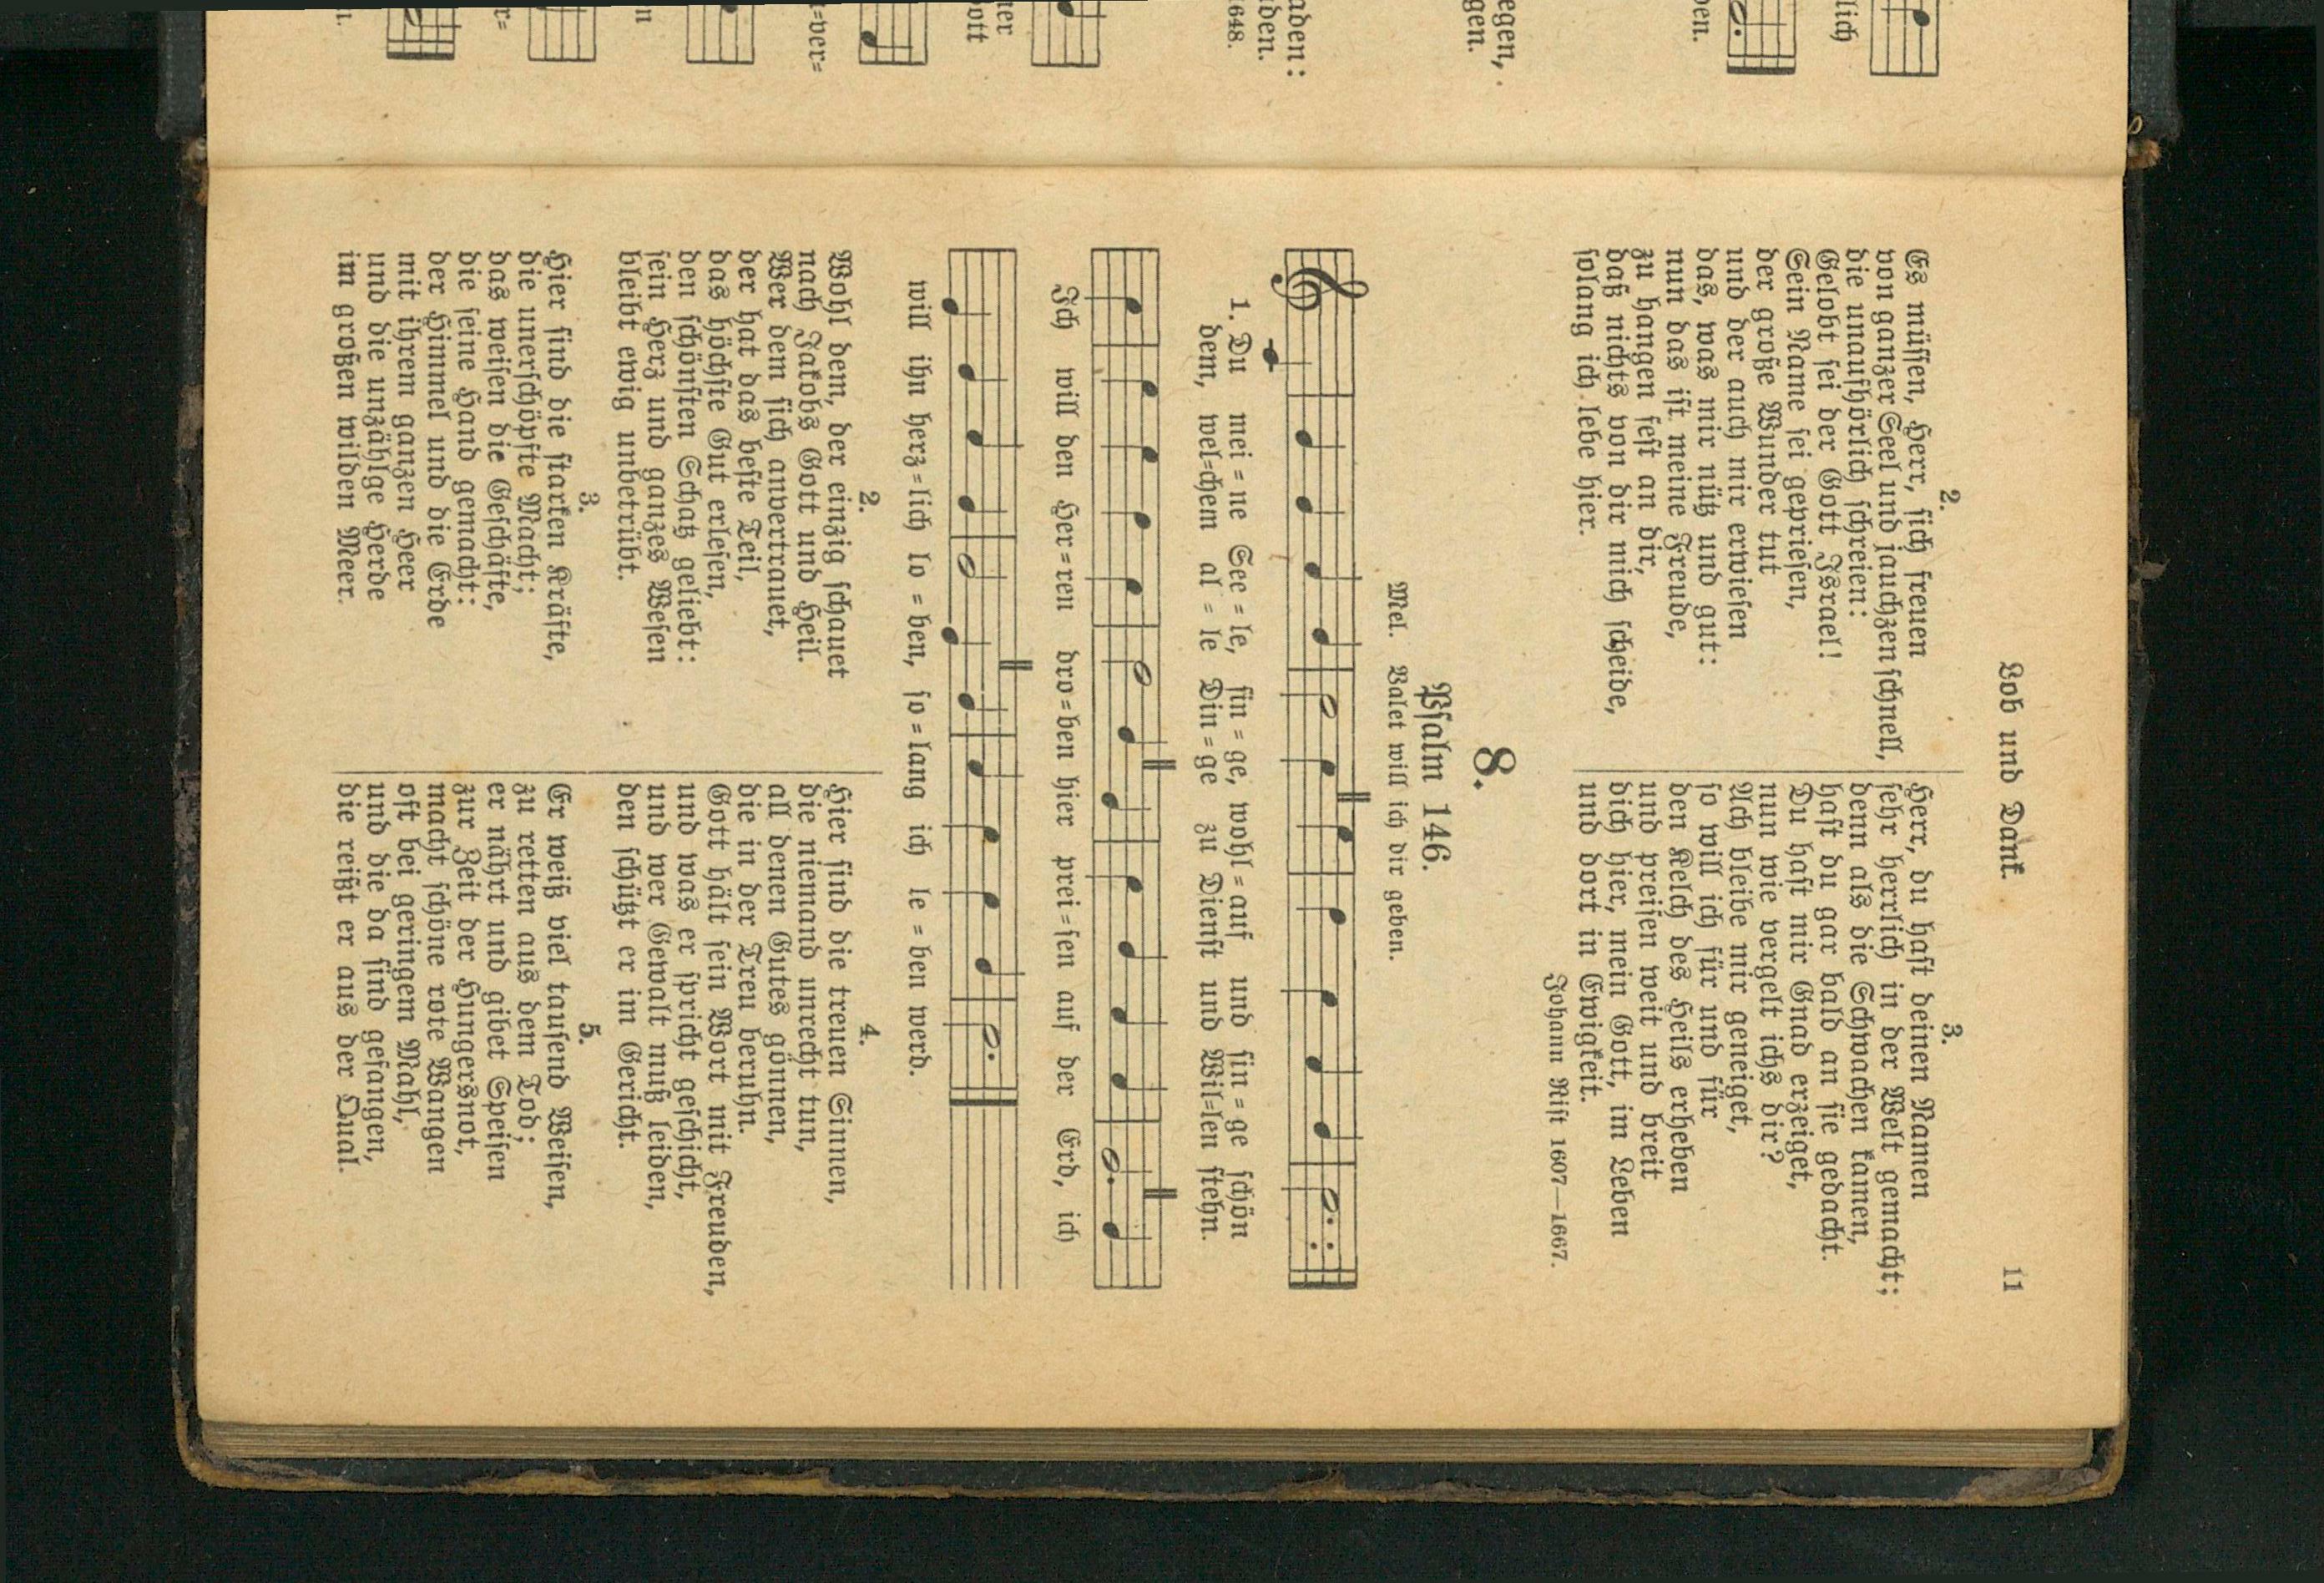 egen,
gen.
aden:
den.
1648.
lich
en.
ner
ott
t=ver=
n
r=
n.
Lob und Dank.
11
2.
Es müssen, Herr, sich freuen
von ganzer Seel und jauchzen schnell,
die unaufhörlich schreien:
Gelobt sei der Gott Israel!
Sein Name sei gepriesen,
der große Wunder tut
und der auch mir erwiesen
das, was mir nütz und gut:
nun das ist meine Freude,
zu hangen fest an dir,
daß nichts von dir mich scheide,
solang ich lebe hier.
3.
Herr, du hast deinen Namen
sehr herrlich in der Welt gemacht;
denn als die Schwachen kamen,
hast du gar bald an sie gedacht.
Du hast mir Gnad erzeiget,
nun wie vergelt ichs dir?
Ach bleibe mir geneiget,
so will ich für und für
den Kelch des Heils erheben
und preisen weit und breit
dich hier, mein Gott, im Leben
und dort in Ewigkeit.
Johann Rist 1607—1667.
8.
Psalm 146.
Mel. Valet will ich dir geben.
1. Du mei = ne See = le, sin = ge, wohl = auf und sin = ge schön
dem, wel=chem al = le Din = ge zu Dienst und Wil=len stehn.
Ich will den Her=ren dro=ben hier prei=sen auf der Erd, ich
will ihn herz=lich lo = ben, so=lang ich le = ben werd.
2.
Wohl dem, der einzig schauet
nach Jakobs Gott und Heil.
Wer dem sich anvertrauet,
der hat das beste Teil,
das höchste Gut erlesen,
den schönsten Schatz geliebt:
sein Herz und ganzes Wesen
bleibt ewig unbetrübt.
3.
Hier sind die starken Kräfte,
die unerschöpfte Macht;
das weisen die Geschäfte,
die seine Hand gemacht:
der Himmel und die Erde
mit ihrem ganzen Heer
und die unzählge Herde
im großen wilden Meer.
4.
Hier sind die treuen Sinnen,
die niemand unrecht tun,
all denen Gutes gönnen,
die in der Treu beruhn.
Gott hält sein Wort mit Freuden,
und was er spricht geschicht,
und wer Gewalt muß leiden,
den schützt er im Gericht.
5.
Er weiß viel tausend Weisen,
zu retten aus dem Tod;
er nährt und gibet Speisen
zur Zeit der Hungersnot,
macht schöne rote Wangen
oft bei geringem Mahl,
und die da sind gefangen,
die reißt er aus der Qual.